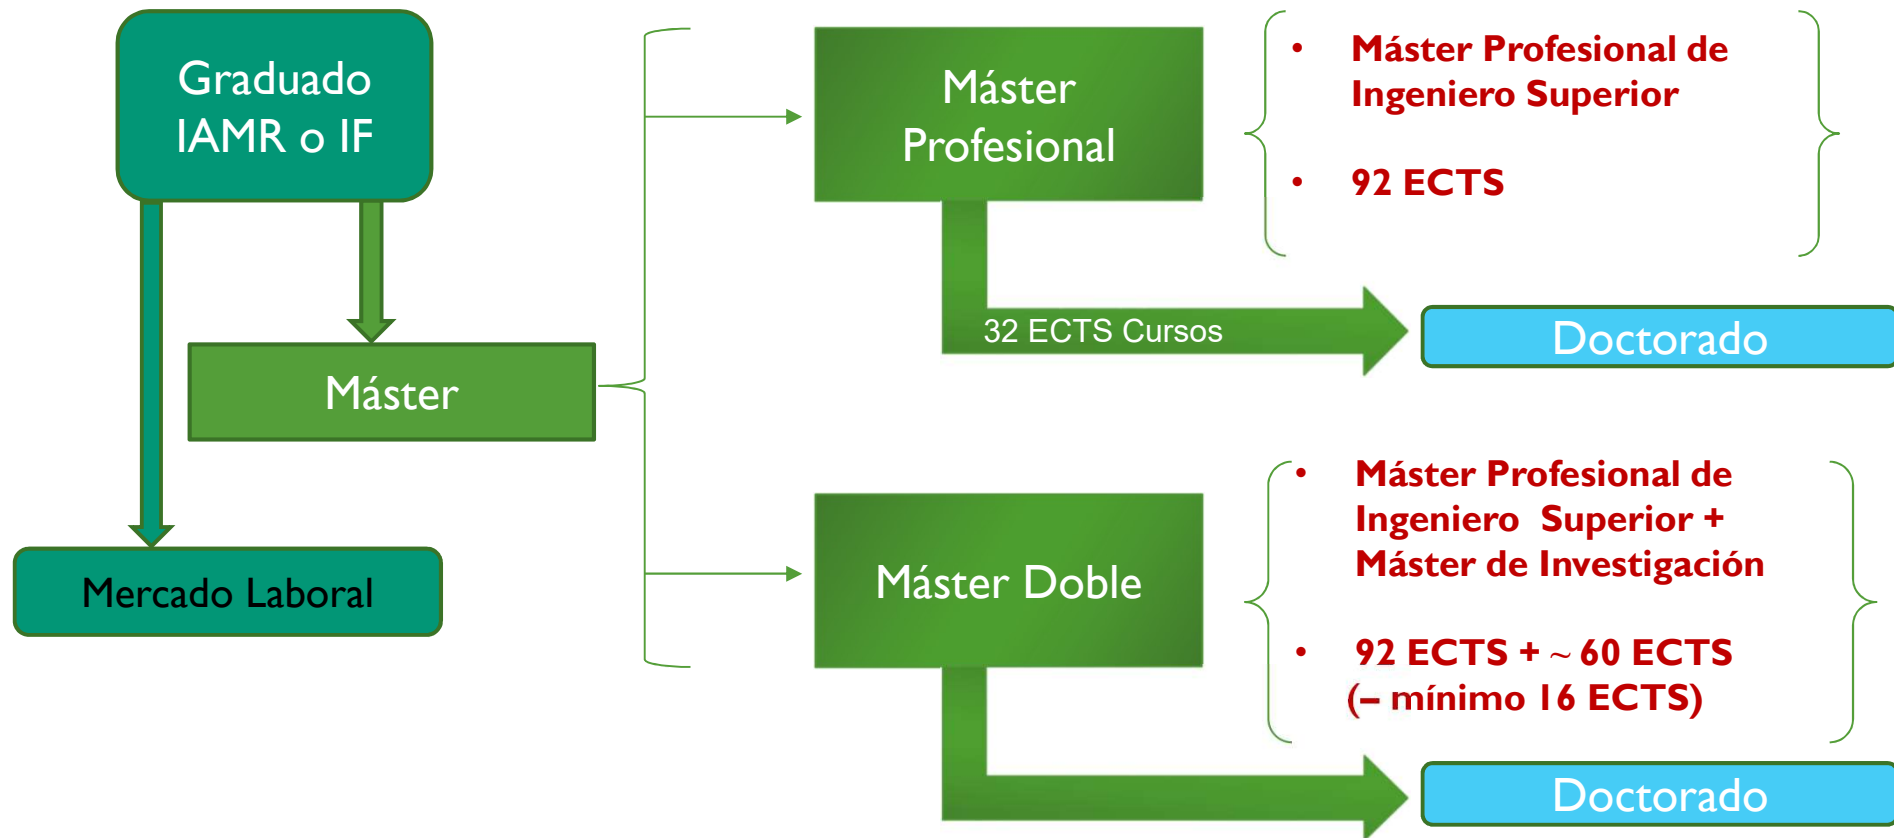 Graduado
IAMR o IF
Máster
Mercado Laboral
Máster
Profesional
• Máster Profesional de
Ingeniero Superior
• 92 ECTS
32 ECTS Cursos
Doctorado
Máster Doble
• Máster Profesional de
Ingeniero Superior +
Máster de Investigación
• 92 ECTS + ~ 60 ECTS
(– mínimo 16 ECTS)
Doctorado